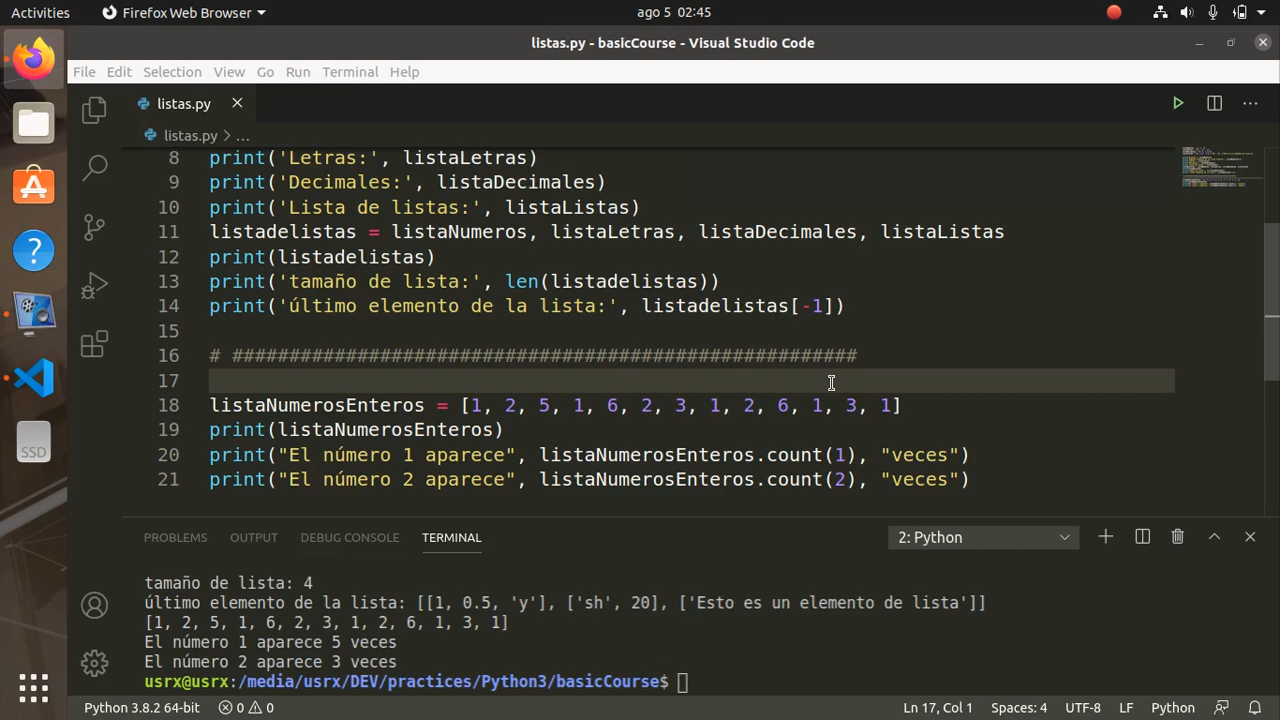 Activities
Firefox Web Browser
ago 5 02:45
listas.py - basicCourse - Visual Studio Code
File Edit Selection View Go Run Terminal Help
listas.py
listas.py > ...
8 print('Letras:', listaLetras)
9 print('Decimales:', listaDecimales)
10 print('Lista de listas:', listaListas)
11 listadelistas = listaNumeros, listaLetras, listaDecimales, listaListas
12 print(listadelistas)
13 print('tamaño de lista:', len(listadelistas))
14 print('último elemento de la lista:', listadelistas[-1])
15
16 # #######################################################
17
18 listaNumerosEnteros = [1, 2, 5, 1, 6, 2, 3, 1, 2, 6, 1, 3, 1]
19 print(listaNumerosEnteros)
20 print("El número 1 aparece", listaNumerosEnteros.count(1), "veces")
21 print("El número 2 aparece", listaNumerosEnteros.count(2), "veces")
SSD
PROBLEMS OUTPUT DEBUG CONSOLE TERMINAL
2: Python
tamaño de lista: 4
último elemento de la lista: [[1, 0.5, 'y'], ['sh', 20], ['Esto es un elemento de lista']]
[1, 2, 5, 1, 6, 2, 3, 1, 2, 6, 1, 3, 1]
El número 1 aparece 5 veces
El número 2 aparece 3 veces
usrx@usrx:/media/usrx/DEV/practices/Python3/basicCourse$
Python 3.8.2 64-bit 0 0 Ln 17, Col 1 Spaces: 4 UTF-8 LF Python